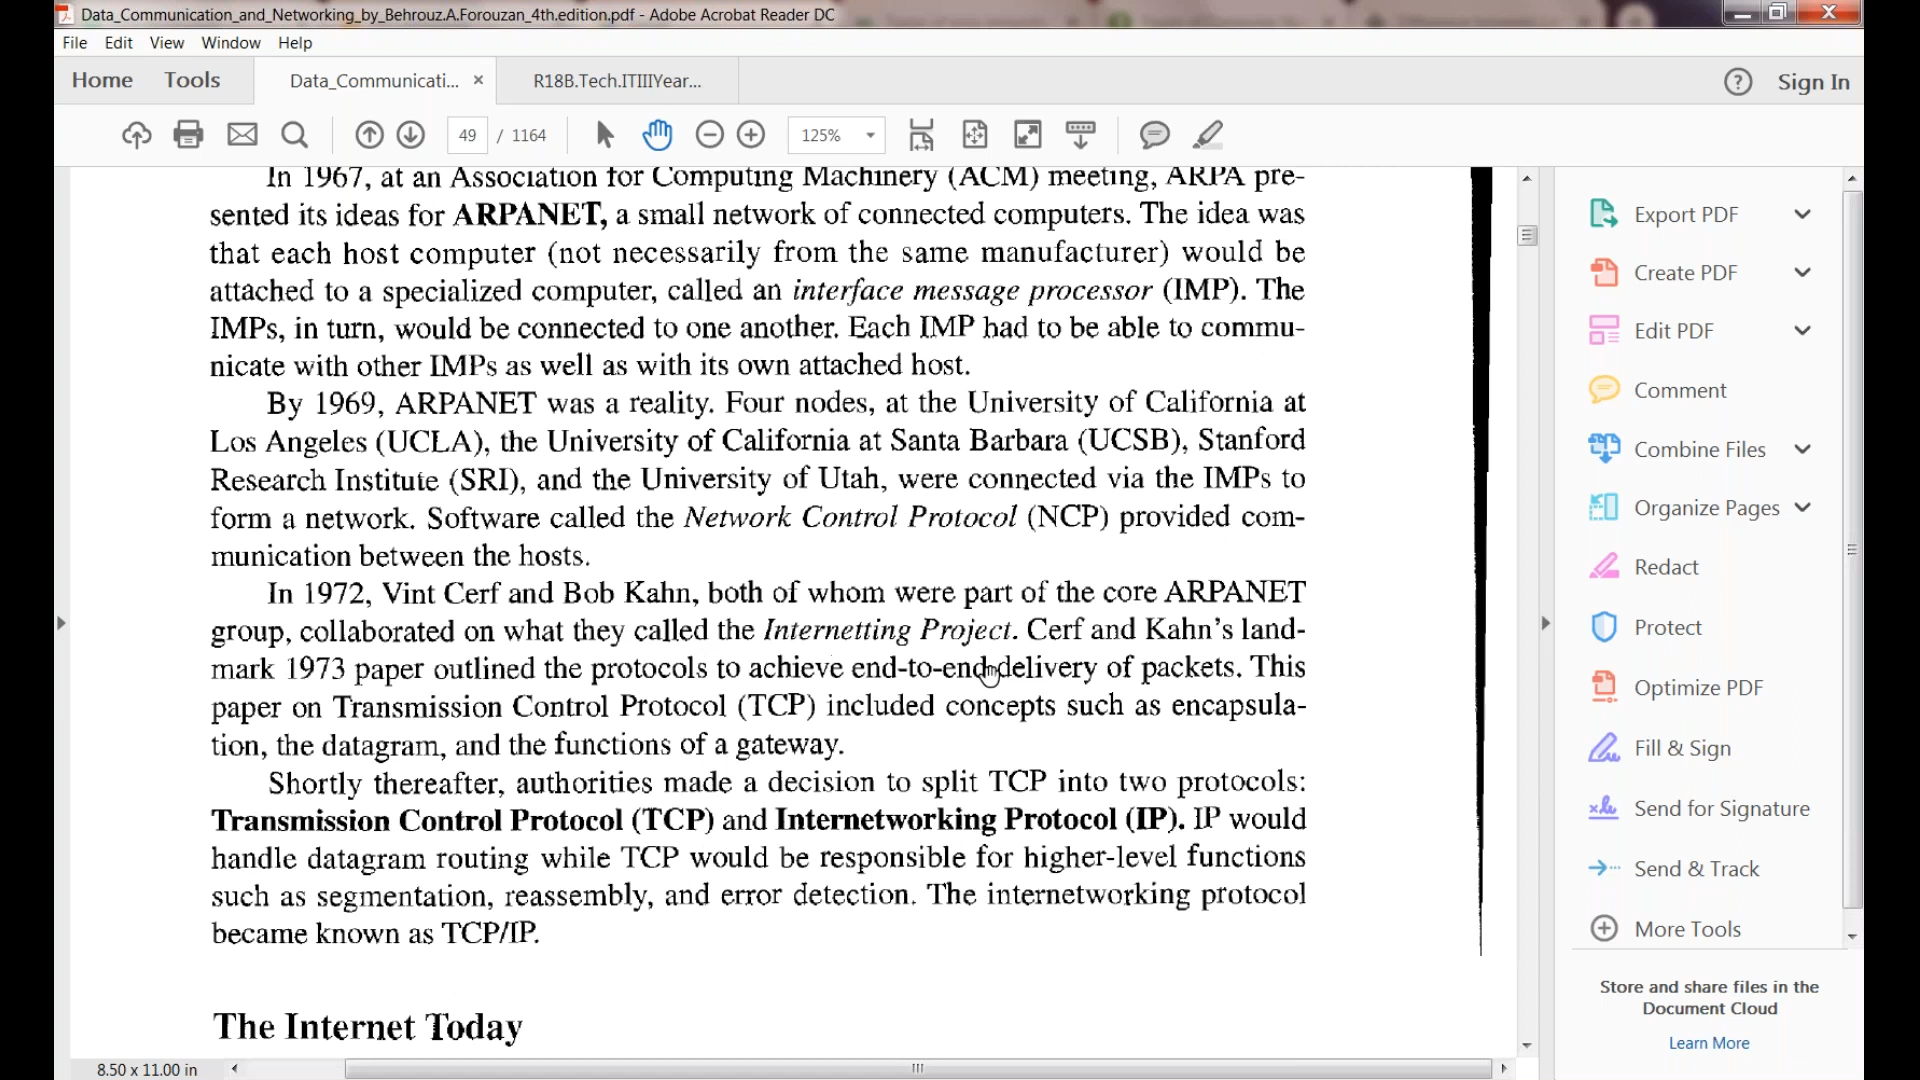 Data_Communication_and_Networking_by_Behrouz.A.Forouzan_4th.edition.pdf - Adobe Acrobat Reader DC
File Edit View Window Help
Home Tools Data_Communicati... × R18B.Tech.ITIIIYear... ? Sign In
49 / 1164 125%
In 1967, at an Association for Computing Machinery (ACM) meeting, ARPA pre-
sented its ideas for ARPANET, a small network of connected computers. The idea was
that each host computer (not necessarily from the same manufacturer) would be
attached to a specialized computer, called an interface message processor (IMP). The
IMPs, in turn, would be connected to one another. Each IMP had to be able to commu-
nicate with other IMPs as well as with its own attached host.
By 1969, ARPANET was a reality. Four nodes, at the University of California at
Los Angeles (UCLA), the University of California at Santa Barbara (UCSB), Stanford
Research Institute (SRI), and the University of Utah, were connected via the IMPs to
form a network. Software called the Network Control Protocol (NCP) provided com-
munication between the hosts.
In 1972, Vint Cerf and Bob Kahn, both of whom were part of the core ARPANET
group, collaborated on what they called the Internetting Project. Cerf and Kahn's land-
mark 1973 paper outlined the protocols to achieve end-to-end delivery of packets. This
paper on Transmission Control Protocol (TCP) included concepts such as encapsula-
tion, the datagram, and the functions of a gateway.
Shortly thereafter, authorities made a decision to split TCP into two protocols:
Transmission Control Protocol (TCP) and Internetworking Protocol (IP). IP would
handle datagram routing while TCP would be responsible for higher-level functions
such as segmentation, reassembly, and error detection. The internetworking protocol
became known as TCP/IP.
The Internet Today
8.50 x 11.00 in
Export PDF
Create PDF
Edit PDF
Comment
Combine Files
Organize Pages
Redact
Protect
Optimize PDF
Fill & Sign
Send for Signature
Send & Track
More Tools
Store and share files in the
Document Cloud
Learn More